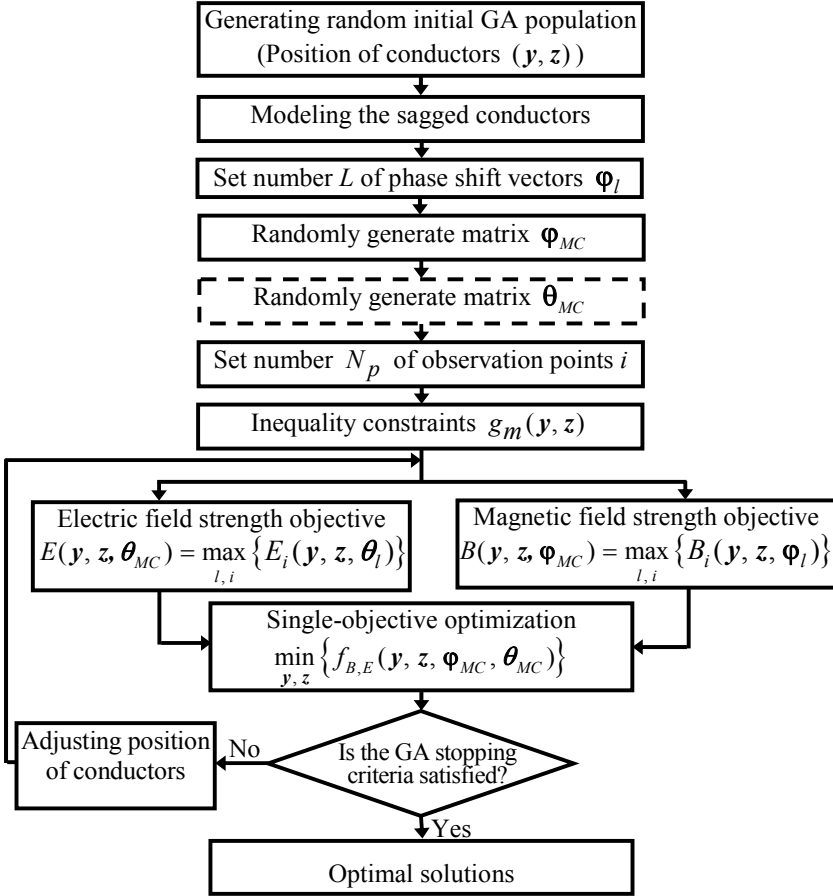 Generating random initial GA population
(Position of conductors (y, z) )
Modeling the sagged conductors
Set number L of phase shift vectors φ_l
Randomly generate matrix φ_MC
Randomly generate matrix θ_MC
Set number N_p of observation points i
Inequality constraints g_m(y, z)
Electric field strength objective
E(y, z, θ_MC) = max_{l, i} {E_i(y, z, θ_l)}
Magnetic field strength objective
B(y, z, φ_MC) = max_{l, i} {B_i(y, z, φ_l)}
Single-objective optimization
min_{y, z} {f_{B,E}(y, z, φ_MC, θ_MC)}
Adjusting position
of conductors
No
Is the GA stopping
criteria satisfied?
Yes
Optimal solutions